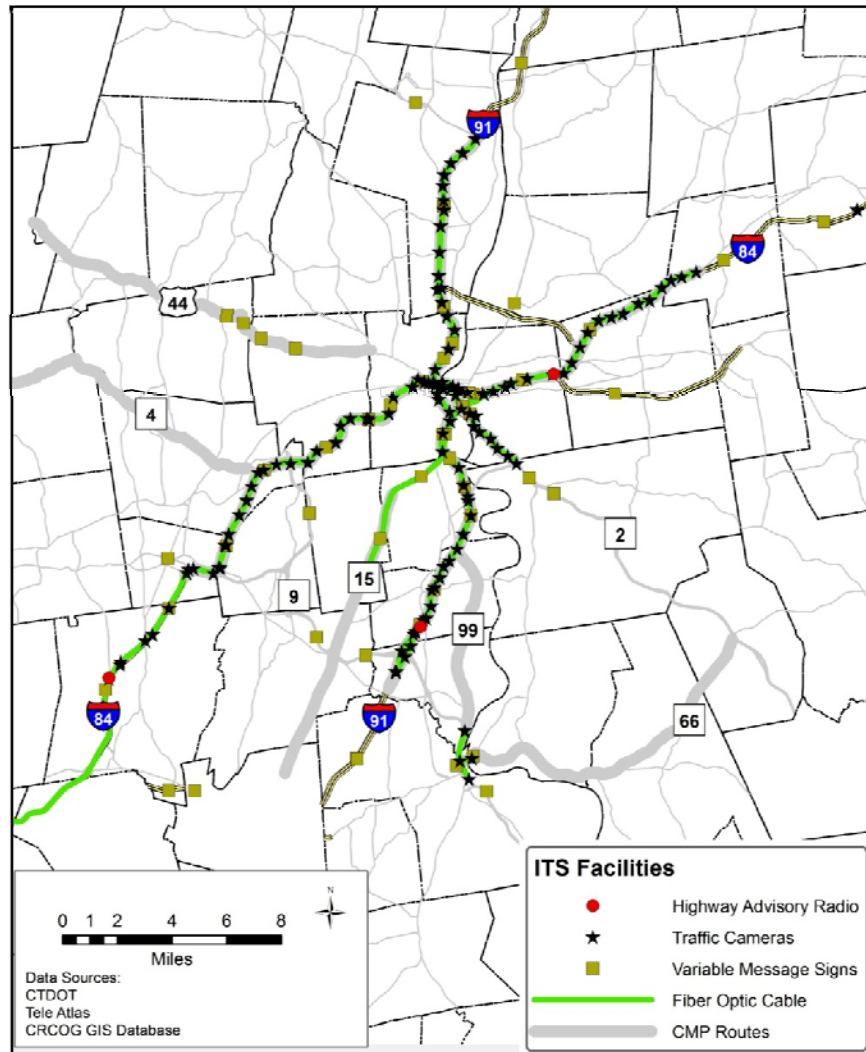 91
84
44
4
2
15
9
99
66
84
91
ITS Facilities
Highway Advisory Radio
Traffic Cameras
Variable Message Signs
Fiber Optic Cable
CMP Routes
N
0 1 2 4 6 8
Miles
Data Sources:
CTDOT
Tele Atlas
CRCOG GIS Database